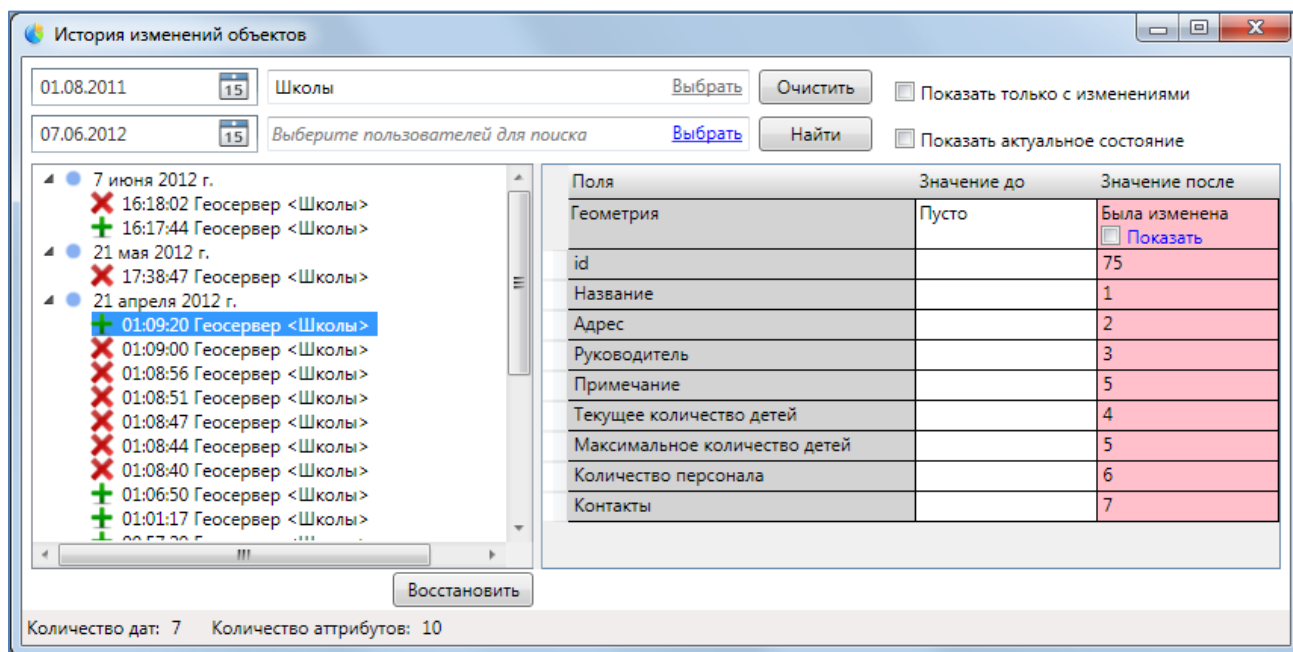 История изменений объектов
01.08.2011 15 Школы Выбрать Очистить Показать только с изменениями
07.06.2012 15 Выберите пользователей для поиска Выбрать Найти Показать актуальное состояние
7 июня 2012 г.
16:18:02 Геосервер <Школы>
16:17:44 Геосервер <Школы>
21 мая 2012 г.
17:38:47 Геосервер <Школы>
21 апреля 2012 г.
01:09:20 Геосервер <Школы>
01:09:00 Геосервер <Школы>
01:08:56 Геосервер <Школы>
01:08:51 Геосервер <Школы>
01:08:47 Геосервер <Школы>
01:08:44 Геосервер <Школы>
01:08:40 Геосервер <Школы>
01:06:50 Геосервер <Школы>
01:01:17 Геосервер <Школы>
Поля Значение до Значение после
Геометрия Пусто Была изменена
Показать
id 75
Название 1
Адрес 2
Руководитель 3
Примечание 5
Текущее количество детей 4
Максимальное количество детей 5
Количество персонала 6
Контакты 7
Восстановить
Количество дат: 7 Количество аттрибутов: 10